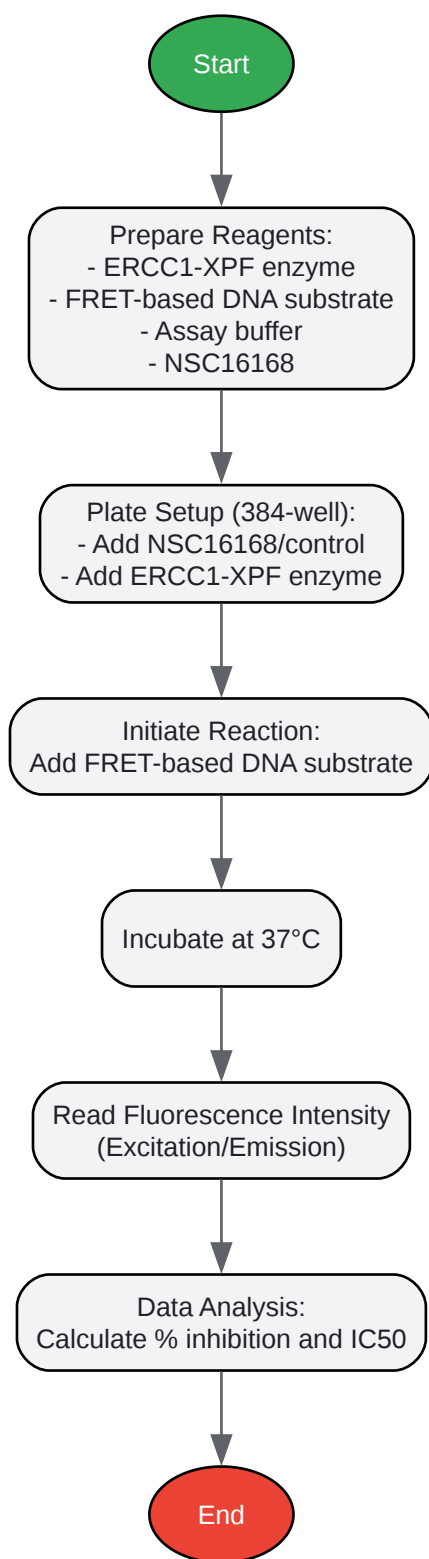 Start
Prepare Reagents:
- ERCC1-XPF enzyme
- FRET-based DNA substrate
- Assay buffer
- NSC16168
Plate Setup (384-well):
- Add NSC16168/control
- Add ERCC1-XPF enzyme
Initiate Reaction:
Add FRET-based DNA substrate
Incubate at 37°C
Read Fluorescence Intensity
(Excitation/Emission)
Data Analysis:
Calculate % inhibition and IC50
End